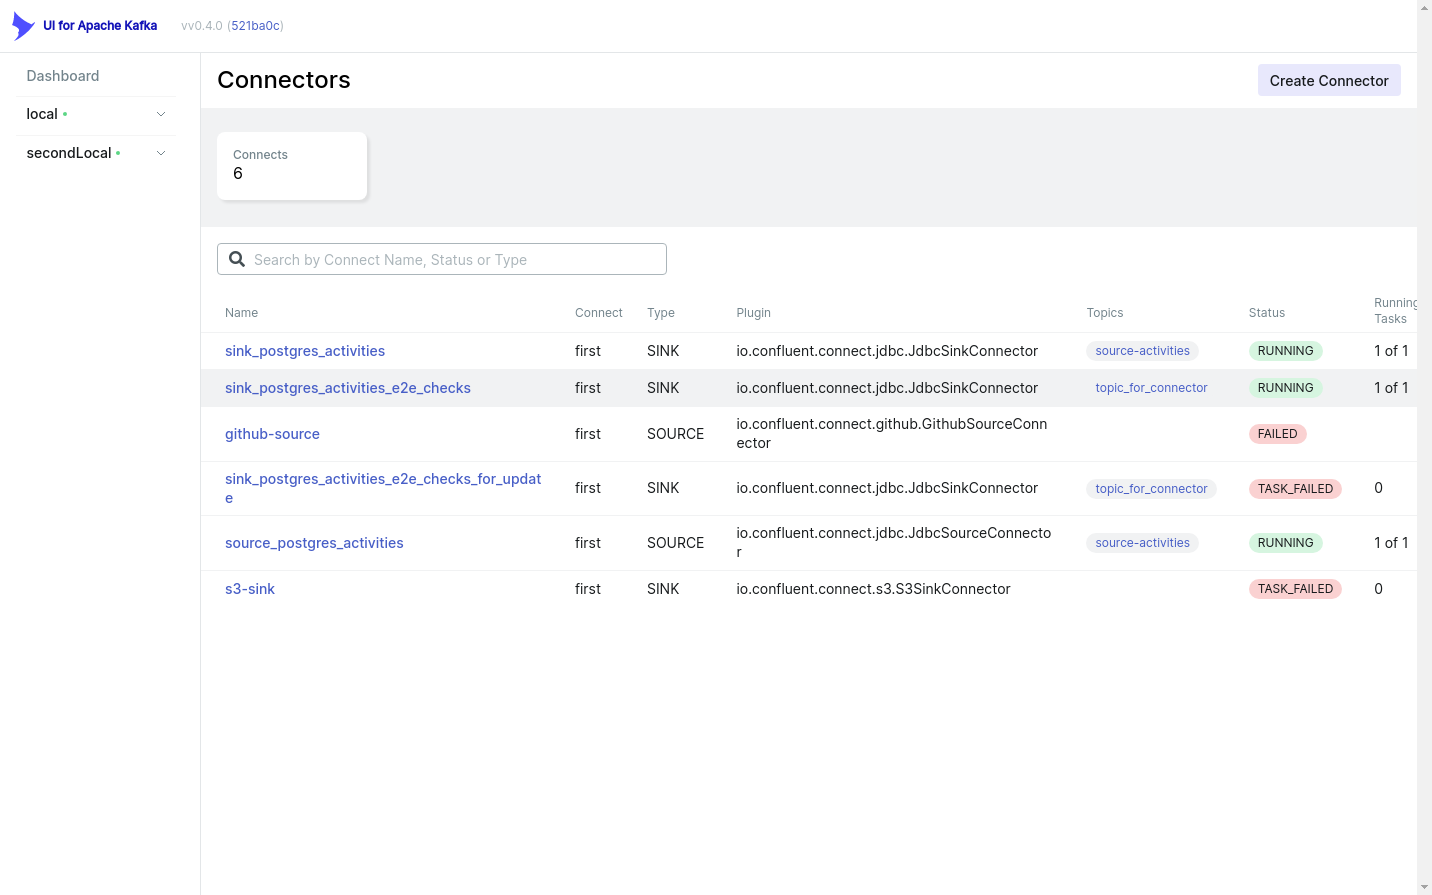 UI for Apache Kafka vv0.4.0 (521ba0c)
Dashboard
local
secondLocal
Connectors
Create Connector
Connects
6
Search by Connect Name, Status or Type
Name Connect Type Plugin Topics Status Running
Tasks
sink_postgres_activities first SINK io.confluent.connect.jdbc.JdbcSinkConnector source-activities RUNNING 1 of 1
sink_postgres_activities_e2e_checks first SINK io.confluent.connect.jdbc.JdbcSinkConnector topic_for_connector RUNNING 1 of 1
github-source first SOURCE io.confluent.connect.github.GithubSourceConn
ector FAILED
sink_postgres_activities_e2e_checks_for_updat
e first SINK io.confluent.connect.jdbc.JdbcSinkConnector topic_for_connector TASK_FAILED 0
source_postgres_activities first SOURCE io.confluent.connect.jdbc.JdbcSourceConnecto
r source-activities RUNNING 1 of 1
s3-sink first SINK io.confluent.connect.s3.S3SinkConnector TASK_FAILED 0